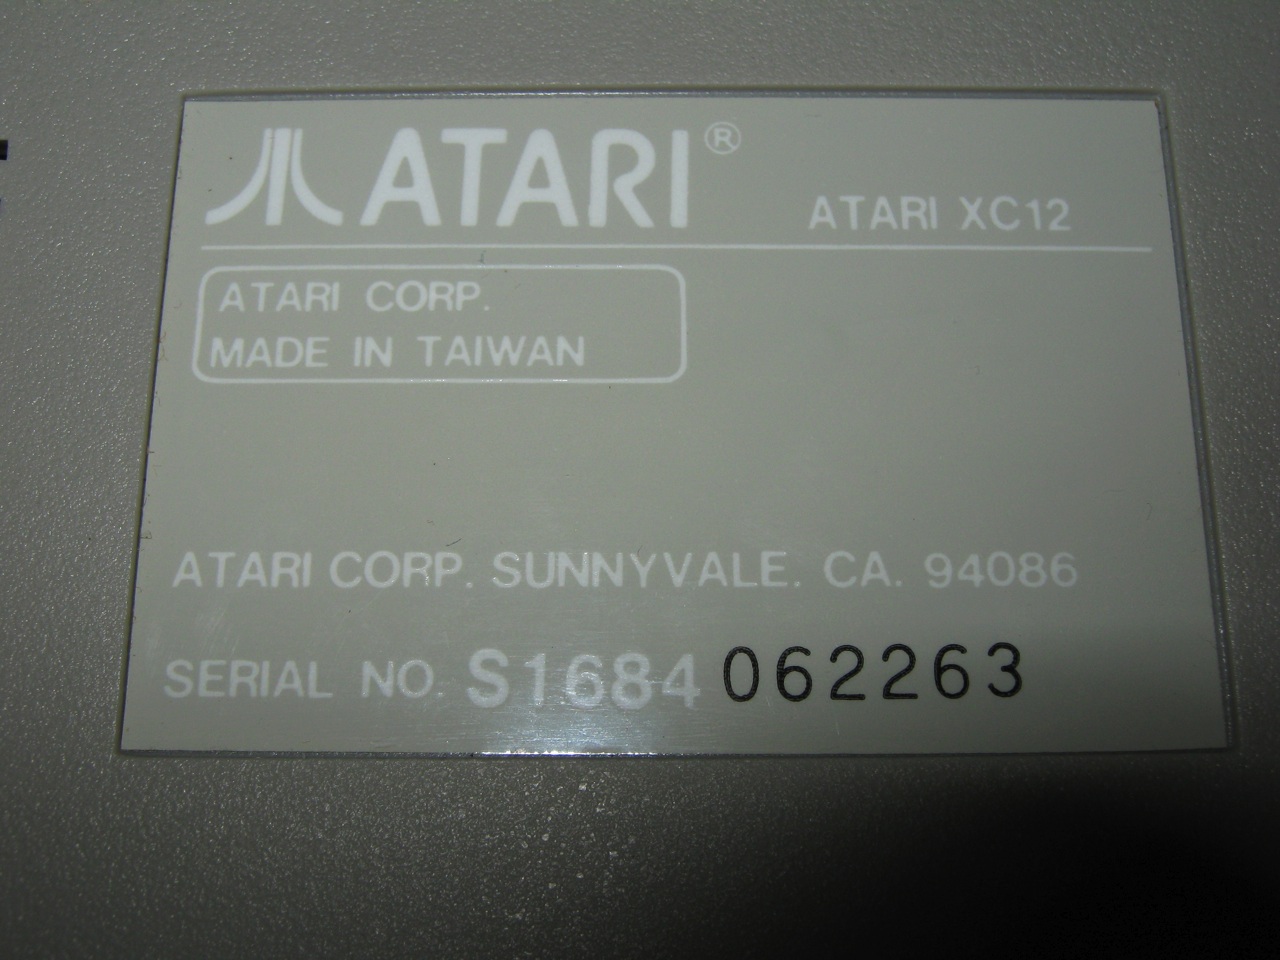 ATARI®
ATARI XC12
ATARI CORP.
MADE IN TAIWAN
ATARI CORP. SUNNYVALE. CA. 94086
SERIAL NO. S1684 062263